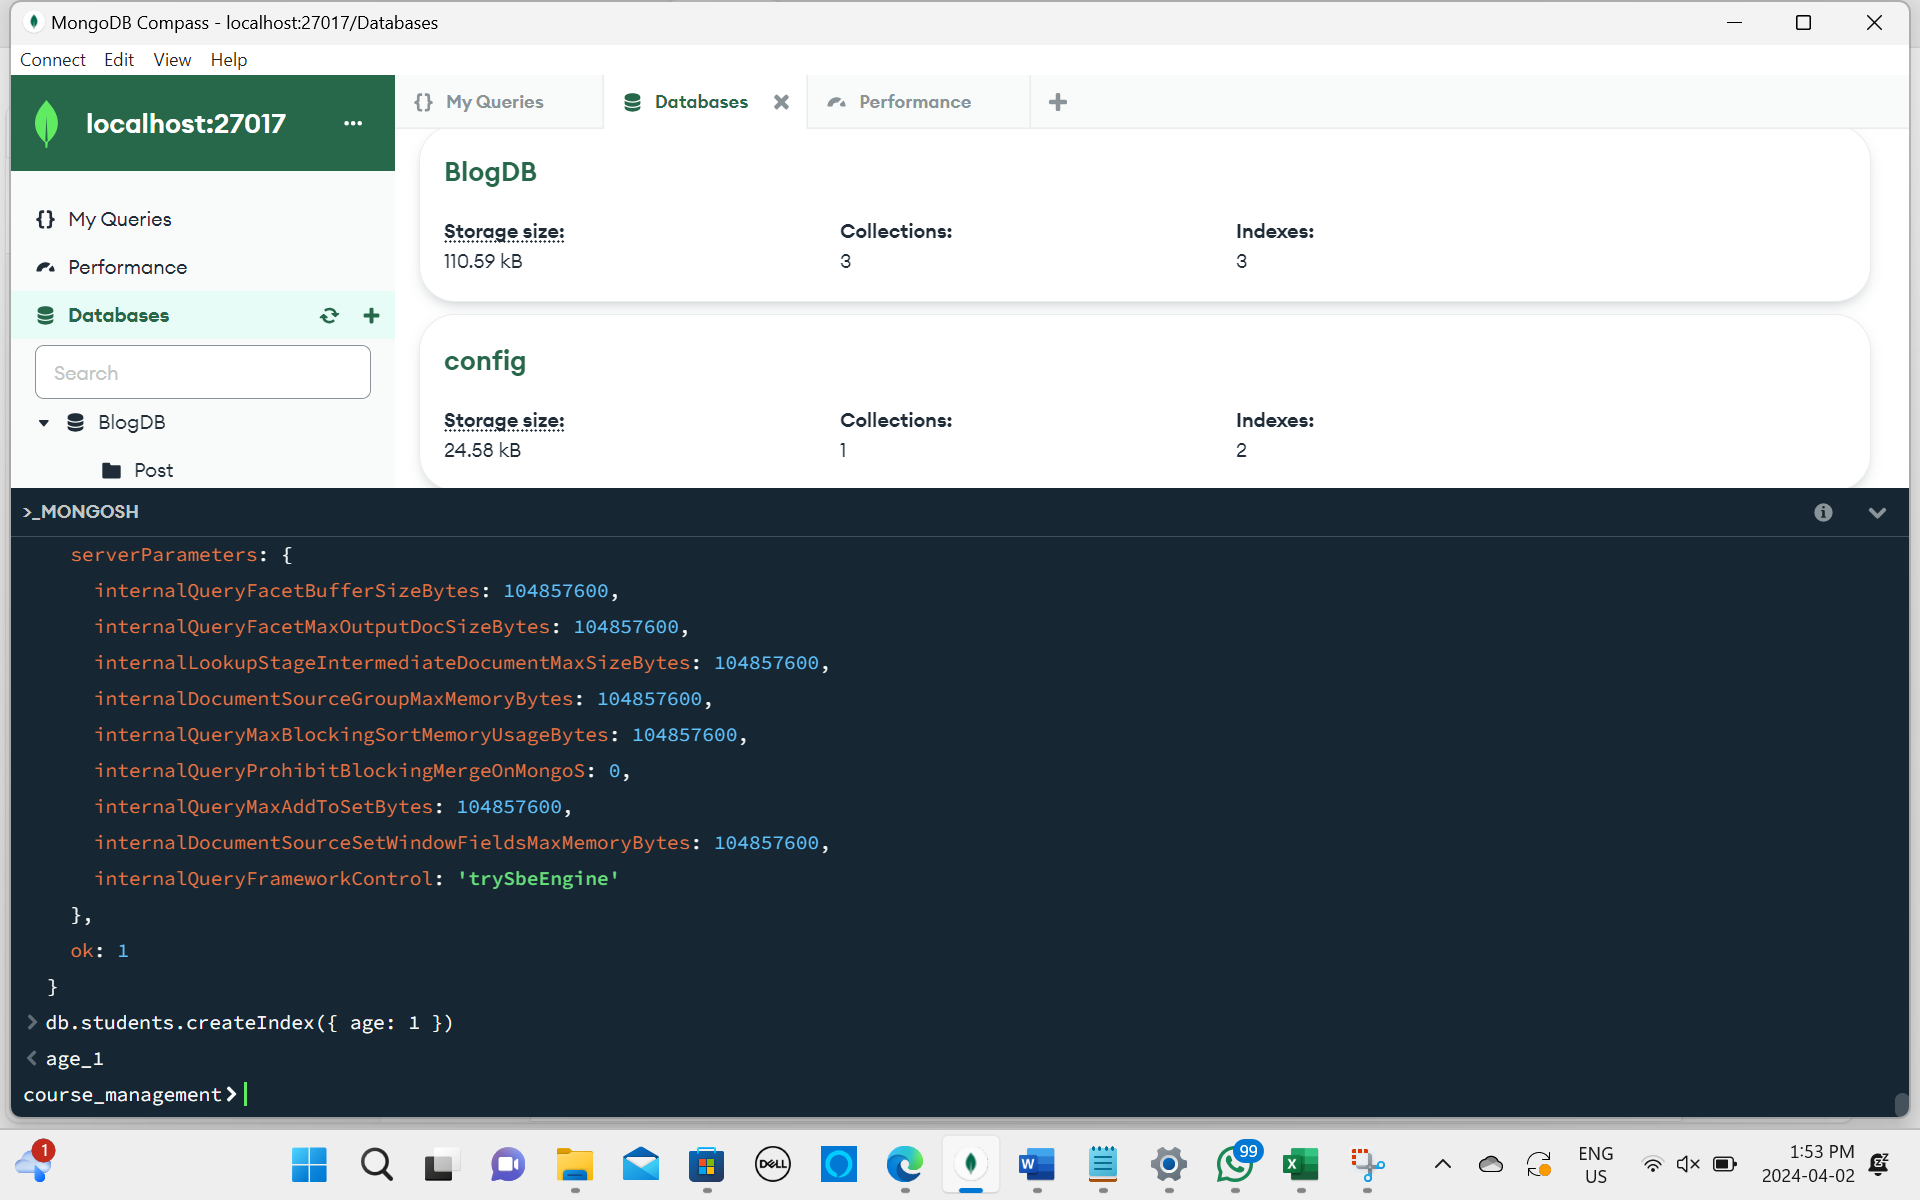 MongoDB Compass - localhost:27017/Databases
Connect Edit View Help
localhost:27017 ...
{} My Queries
Databases
Performance
My Queries
Performance
Databases
Search
BlogDB
Post
BlogDB
Storage size: Collections: Indexes:
110.59 kB 3 3
config
Storage size: Collections: Indexes:
24.58 kB 1 2
>_MONGOSH
serverParameters: {
internalQueryFacetBufferSizeBytes: 104857600,
internalQueryFacetMaxOutputDocSizeBytes: 104857600,
internalLookupStageIntermediateDocumentMaxSizeBytes: 104857600,
internalDocumentSourceGroupMaxMemoryBytes: 104857600,
internalQueryMaxBlockingSortMemoryUsageBytes: 104857600,
internalQueryProhibitBlockingMergeOnMongoS: 0,
internalQueryMaxAddToSetBytes: 104857600,
internalDocumentSourceSetWindowFieldsMaxMemoryBytes: 104857600,
internalQueryFrameworkControl: 'trySbeEngine'
},
ok: 1
}
> db.students.createIndex({ age: 1 })
< age_1
course_management>
1
DELL
W
99
X
ENG
US
1:53 PM
2024-04-02